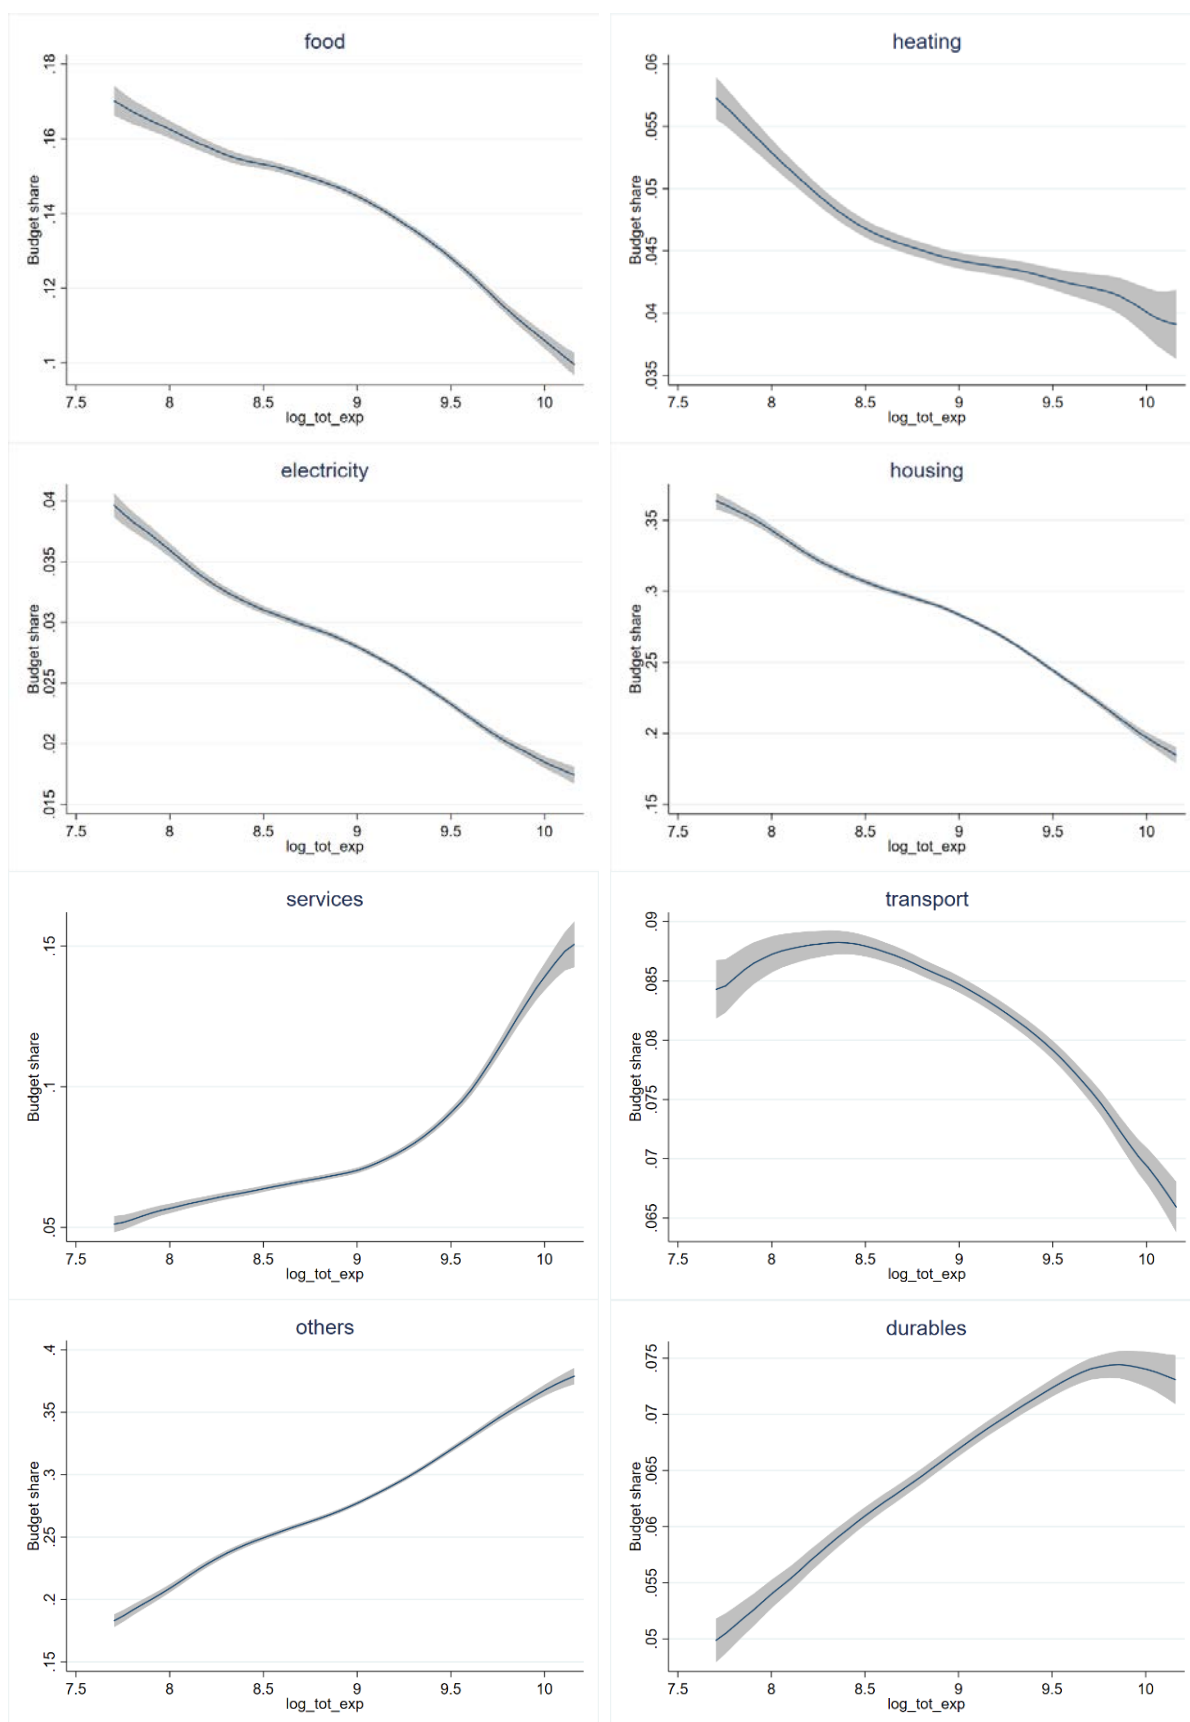 food
Budget share
.18
.16
.14
.12
.1
7.5 8 8.5 9 9.5 10
log_tot_exp
heating
Budget share
.06
.055
.05
.045
.04
.035
7.5 8 8.5 9 9.5 10
log_tot_exp
electricity
Budget share
.04
.035
.03
.025
.02
.015
7.5 8 8.5 9 9.5 10
log_tot_exp
housing
Budget share
.35
.3
.25
.2
.15
7.5 8 8.5 9 9.5 10
log_tot_exp
services
Budget share
.15
.1
.05
7.5 8 8.5 9 9.5 10
log_tot_exp
transport
Budget share
.09
.085
.08
.075
.07
.065
7.5 8 8.5 9 9.5 10
log_tot_exp
others
Budget share
.4
.35
.3
.25
.2
.15
7.5 8 8.5 9 9.5 10
log_tot_exp
durables
Budget share
.075
.07
.065
.06
.055
.05
7.5 8 8.5 9 9.5 10
log_tot_exp